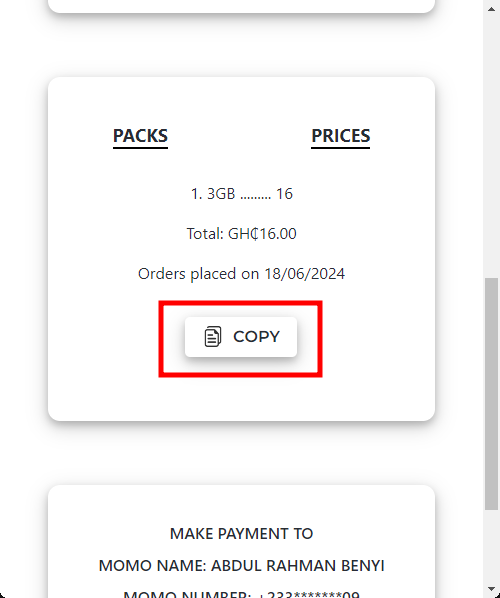 PACKS PRICES
1. 3GB ......... 16
Total: GH₵16.00
Orders placed on 18/06/2024
COPY
MAKE PAYMENT TO
MOMO NAME: ABDUL RAHMAN BENYI
MOMO NUMBER: +233*******09